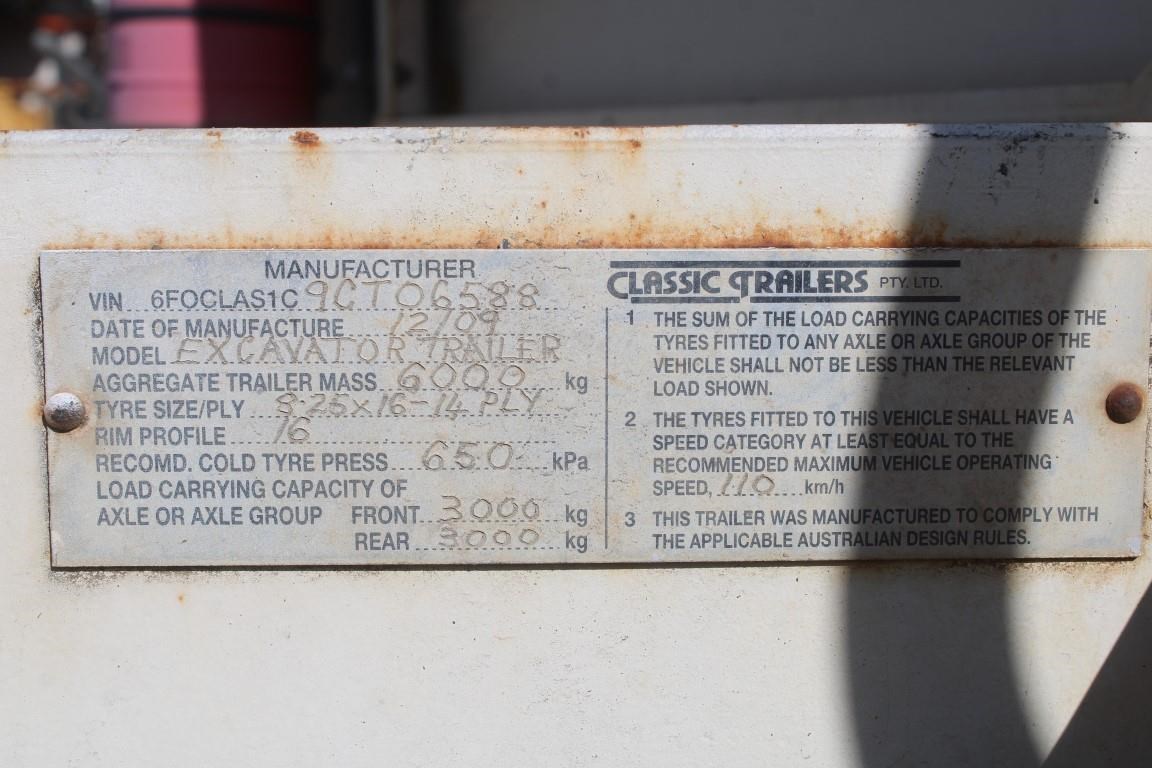 MANUFACTURER
VIN 6FOCLAS1C9CT06588
DATE OF MANUFACTURE 12/09
MODEL EXCAVATOR TRAILER
AGGREGATE TRAILER MASS 6000 kg
TYRE SIZE/PLY 8·25x16-14 PLY
RIM PROFILE 16
RECOMD. COLD TYRE PRESS 650 kPa
LOAD CARRYING CAPACITY OF
AXLE OR AXLE GROUP FRONT 3000 kg
REAR 3000 kg
CLASSIC TRAILERS PTY. LTD.
1 THE SUM OF THE LOAD CARRYING CAPACITIES OF THE
TYRES FITTED TO ANY AXLE OR AXLE GROUP OF THE
VEHICLE SHALL NOT BE LESS THAN THE RELEVANT
LOAD SHOWN.
2 THE TYRES FITTED TO THIS VEHICLE SHALL HAVE A
SPEED CATEGORY AT LEAST EQUAL TO THE
RECOMMENDED MAXIMUM VEHICLE OPERATING
SPEED, 110 km/h
3 THIS TRAILER WAS MANUFACTURED TO COMPLY WITH
THE APPLICABLE AUSTRALIAN DESIGN RULES.